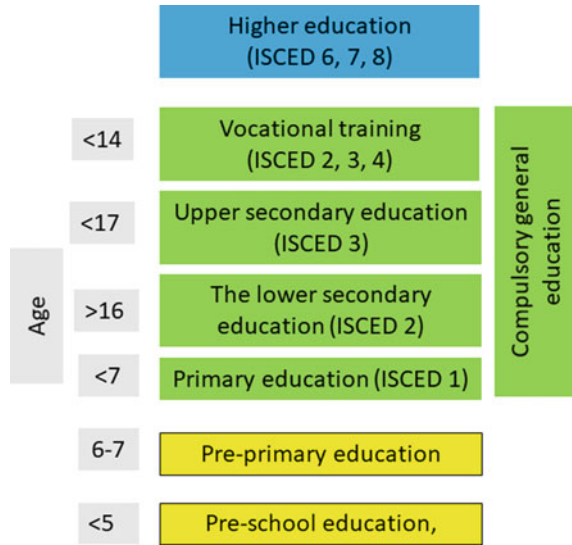 Higher education
(ISCED 6, 7, 8)
<14
Vocational training
(ISCED 2, 3, 4)
<17
Upper secondary education
(ISCED 3)
>16
The lower secondary
education (ISCED 2)
<7
Primary education (ISCED 1)
6-7
Pre-primary education
<5
Pre-school education,
Age
Compulsory general
education